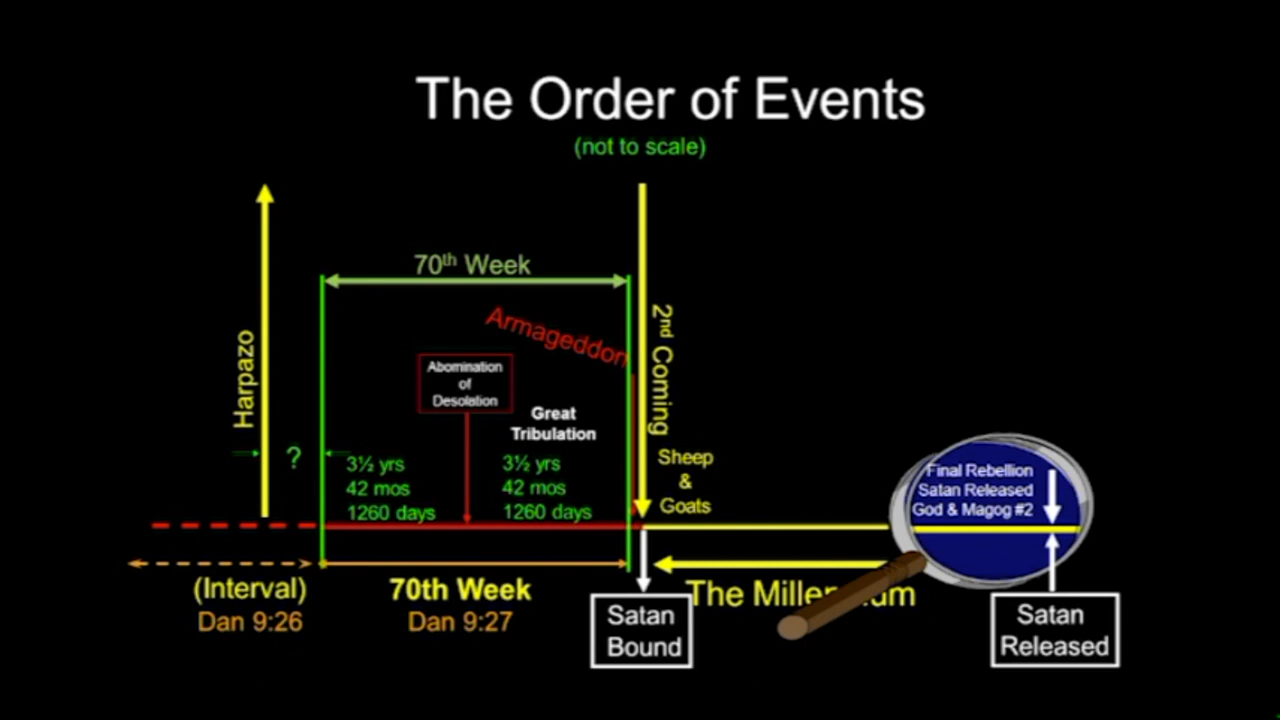 The Order of Events
(not to scale)
70th Week
Armageddon
Harpazo
2nd Coming
Abomination
of
Desolation
Great
Tribulation
?
3½ yrs
42 mos
1260 days
3½ yrs
42 mos
1260 days
Sheep
&
Goats
Final Rebellion
Satan Released
God & Magog #2
(Interval)
Dan 9:26
70th Week
Dan 9:27
Satan
Bound
The
Satan
Released